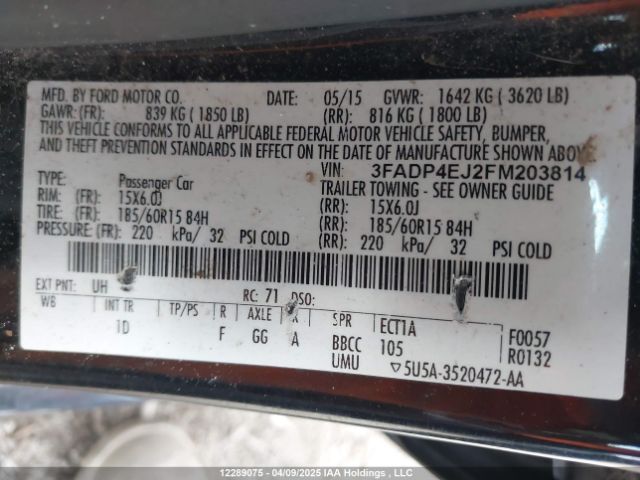 MFD. BY FORD MOTOR CO. DATE: 05/15 GVWR: 1642 KG ( 3620 LB)
GAWR: (FR): 839 KG ( 1850 LB) (RR): 816 KG ( 1800 LB)
THIS VEHICLE CONFORMS TO ALL APPLICABLE FEDERAL MOTOR VEHICLE SAFETY, BUMPER,
AND THEFT PREVENTION STANDARDS IN EFFECT ON THE DATE OF MANUFACTURE SHOWN ABOVE.
VIN: 3FADP4EJ2FM203814
TYPE: Passenger Car TRAILER TOWING - SEE OWNER GUIDE
RIM: (FR): 15X6.0J (RR): 15X6.0J
TIRE: (FR): 185/60R15 84H (RR): 185/60R15 84H
PRESSURE: (FR): 220 kPa/ 32 PSI COLD (RR): 220 kPa/ 32 PSI COLD
EXT PNT: UH RC: 71 DSO:
WB INT TR TP/PS R AXLE SPR ECT1A F0057
1D F GG A BBCC 105 R0132
UMU 5U5A-3520472-AA
12289075 - 04/09/2025 IAA Holdings , LLC